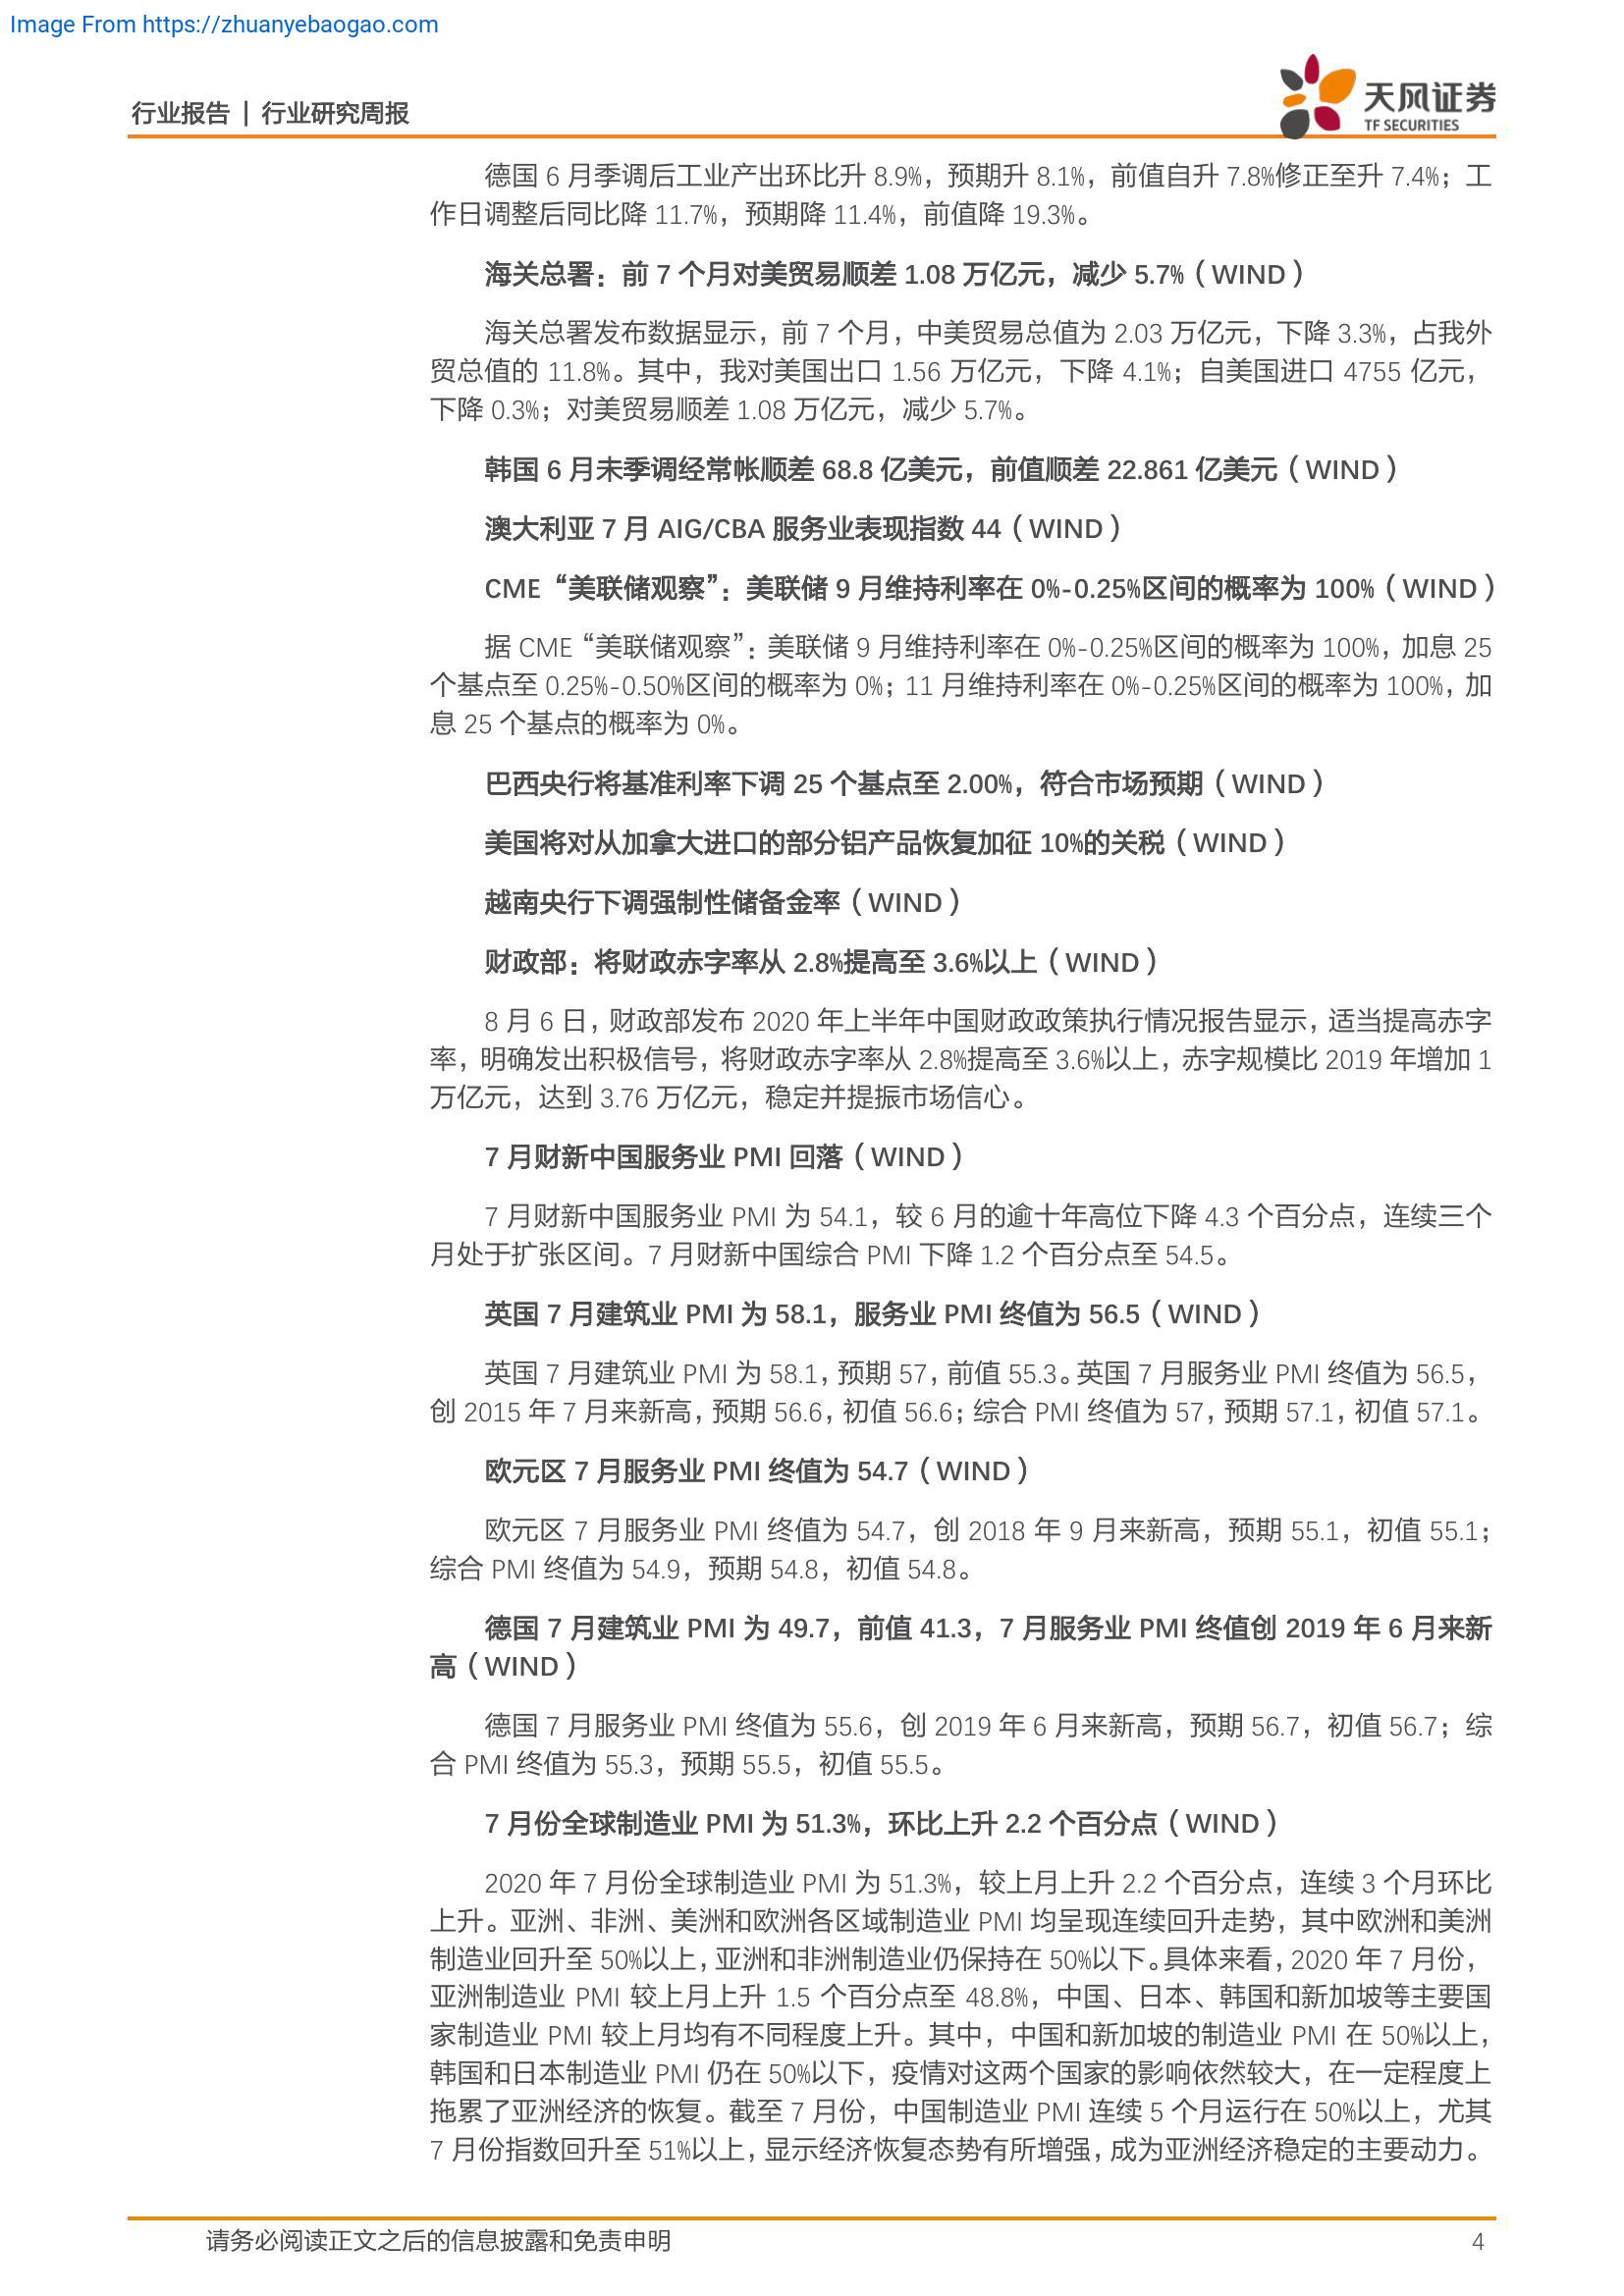 Image From https://zhuanyebaogao.com
行业报告 | 行业研究周报
天风证券
TF SECURITIES
德国 6 月季调后工业产出环比升 8.9%，预期升 8.1%，前值自升 7.8%修正至升 7.4%；工
作日调整后同比降 11.7%，预期降 11.4%，前值降 19.3%。
海关总署：前 7 个月对美贸易顺差 1.08 万亿元，减少 5.7%（WIND）
海关总署发布数据显示，前 7 个月，中美贸易总值为 2.03 万亿元，下降 3.3%，占我外
贸总值的 11.8%。其中，我对美国出口 1.56 万亿元，下降 4.1%；自美国进口 4755 亿元，
下降 0.3%；对美贸易顺差 1.08 万亿元，减少 5.7%。
韩国 6 月未季调经常帐顺差 68.8 亿美元，前值顺差 22.861 亿美元（WIND）
澳大利亚 7 月 AIG/CBA 服务业表现指数 44（WIND）
CME“美联储观察”：美联储 9 月维持利率在 0%-0.25%区间的概率为 100%（WIND）
据 CME“美联储观察”：美联储 9 月维持利率在 0%-0.25%区间的概率为 100%，加息 25
个基点至 0.25%-0.50%区间的概率为 0%；11 月维持利率在 0%-0.25%区间的概率为 100%，加
息 25 个基点的概率为 0%。
巴西央行将基准利率下调 25 个基点至 2.00%，符合市场预期（WIND）
美国将对从加拿大进口的部分铝产品恢复加征 10%的关税（WIND）
越南央行下调强制性储备金率（WIND）
财政部：将财政赤字率从 2.8%提高至 3.6%以上（WIND）
8 月 6 日，财政部发布 2020 年上半年中国财政政策执行情况报告显示，适当提高赤字
率，明确发出积极信号，将财政赤字率从 2.8%提高至 3.6%以上，赤字规模比 2019 年增加 1
万亿元，达到 3.76 万亿元，稳定并提振市场信心。
7 月财新中国服务业 PMI 回落（WIND）
7 月财新中国服务业 PMI 为 54.1，较 6 月的逾十年高位下降 4.3 个百分点，连续三个
月处于扩张区间。7 月财新中国综合 PMI 下降 1.2 个百分点至 54.5。
英国 7 月建筑业 PMI 为 58.1，服务业 PMI 终值为 56.5（WIND）
英国 7 月建筑业 PMI 为 58.1，预期 57，前值 55.3。英国 7 月服务业 PMI 终值为 56.5，
创 2015 年 7 月来新高，预期 56.6，初值 56.6；综合 PMI 终值为 57，预期 57.1，初值 57.1。
欧元区 7 月服务业 PMI 终值为 54.7（WIND）
欧元区 7 月服务业 PMI 终值为 54.7，创 2018 年 9 月来新高，预期 55.1，初值 55.1；
综合 PMI 终值为 54.9，预期 54.8，初值 54.8。
德国 7 月建筑业 PMI 为 49.7，前值 41.3，7 月服务业 PMI 终值创 2019 年 6 月来新
高（WIND）
德国 7 月服务业 PMI 终值为 55.6，创 2019 年 6 月来新高，预期 56.7，初值 56.7；综
合 PMI 终值为 55.3，预期 55.5，初值 55.5。
7 月份全球制造业 PMI 为 51.3%，环比上升 2.2 个百分点（WIND）
2020 年 7 月份全球制造业 PMI 为 51.3%，较上月上升 2.2 个百分点，连续 3 个月环比
上升。亚洲、非洲、美洲和欧洲各区域制造业 PMI 均呈现连续回升走势，其中欧洲和美洲
制造业回升至 50%以上，亚洲和非洲制造业仍保持在 50%以下。具体来看，2020 年 7 月份，
亚洲制造业 PMI 较上月上升 1.5 个百分点至 48.8%，中国、日本、韩国和新加坡等主要国
家制造业 PMI 较上月均有不同程度上升。其中，中国和新加坡的制造业 PMI 在 50%以上，
韩国和日本制造业 PMI 仍在 50%以下，疫情对这两个国家的影响依然较大，在一定程度上
拖累了亚洲经济的恢复。截至 7 月份，中国制造业 PMI 连续 5 个月运行在 50%以上，尤其
7 月份指数回升至 51%以上，显示经济恢复态势有所增强，成为亚洲经济稳定的主要动力。
请务必阅读正文之后的信息披露和免责申明
4